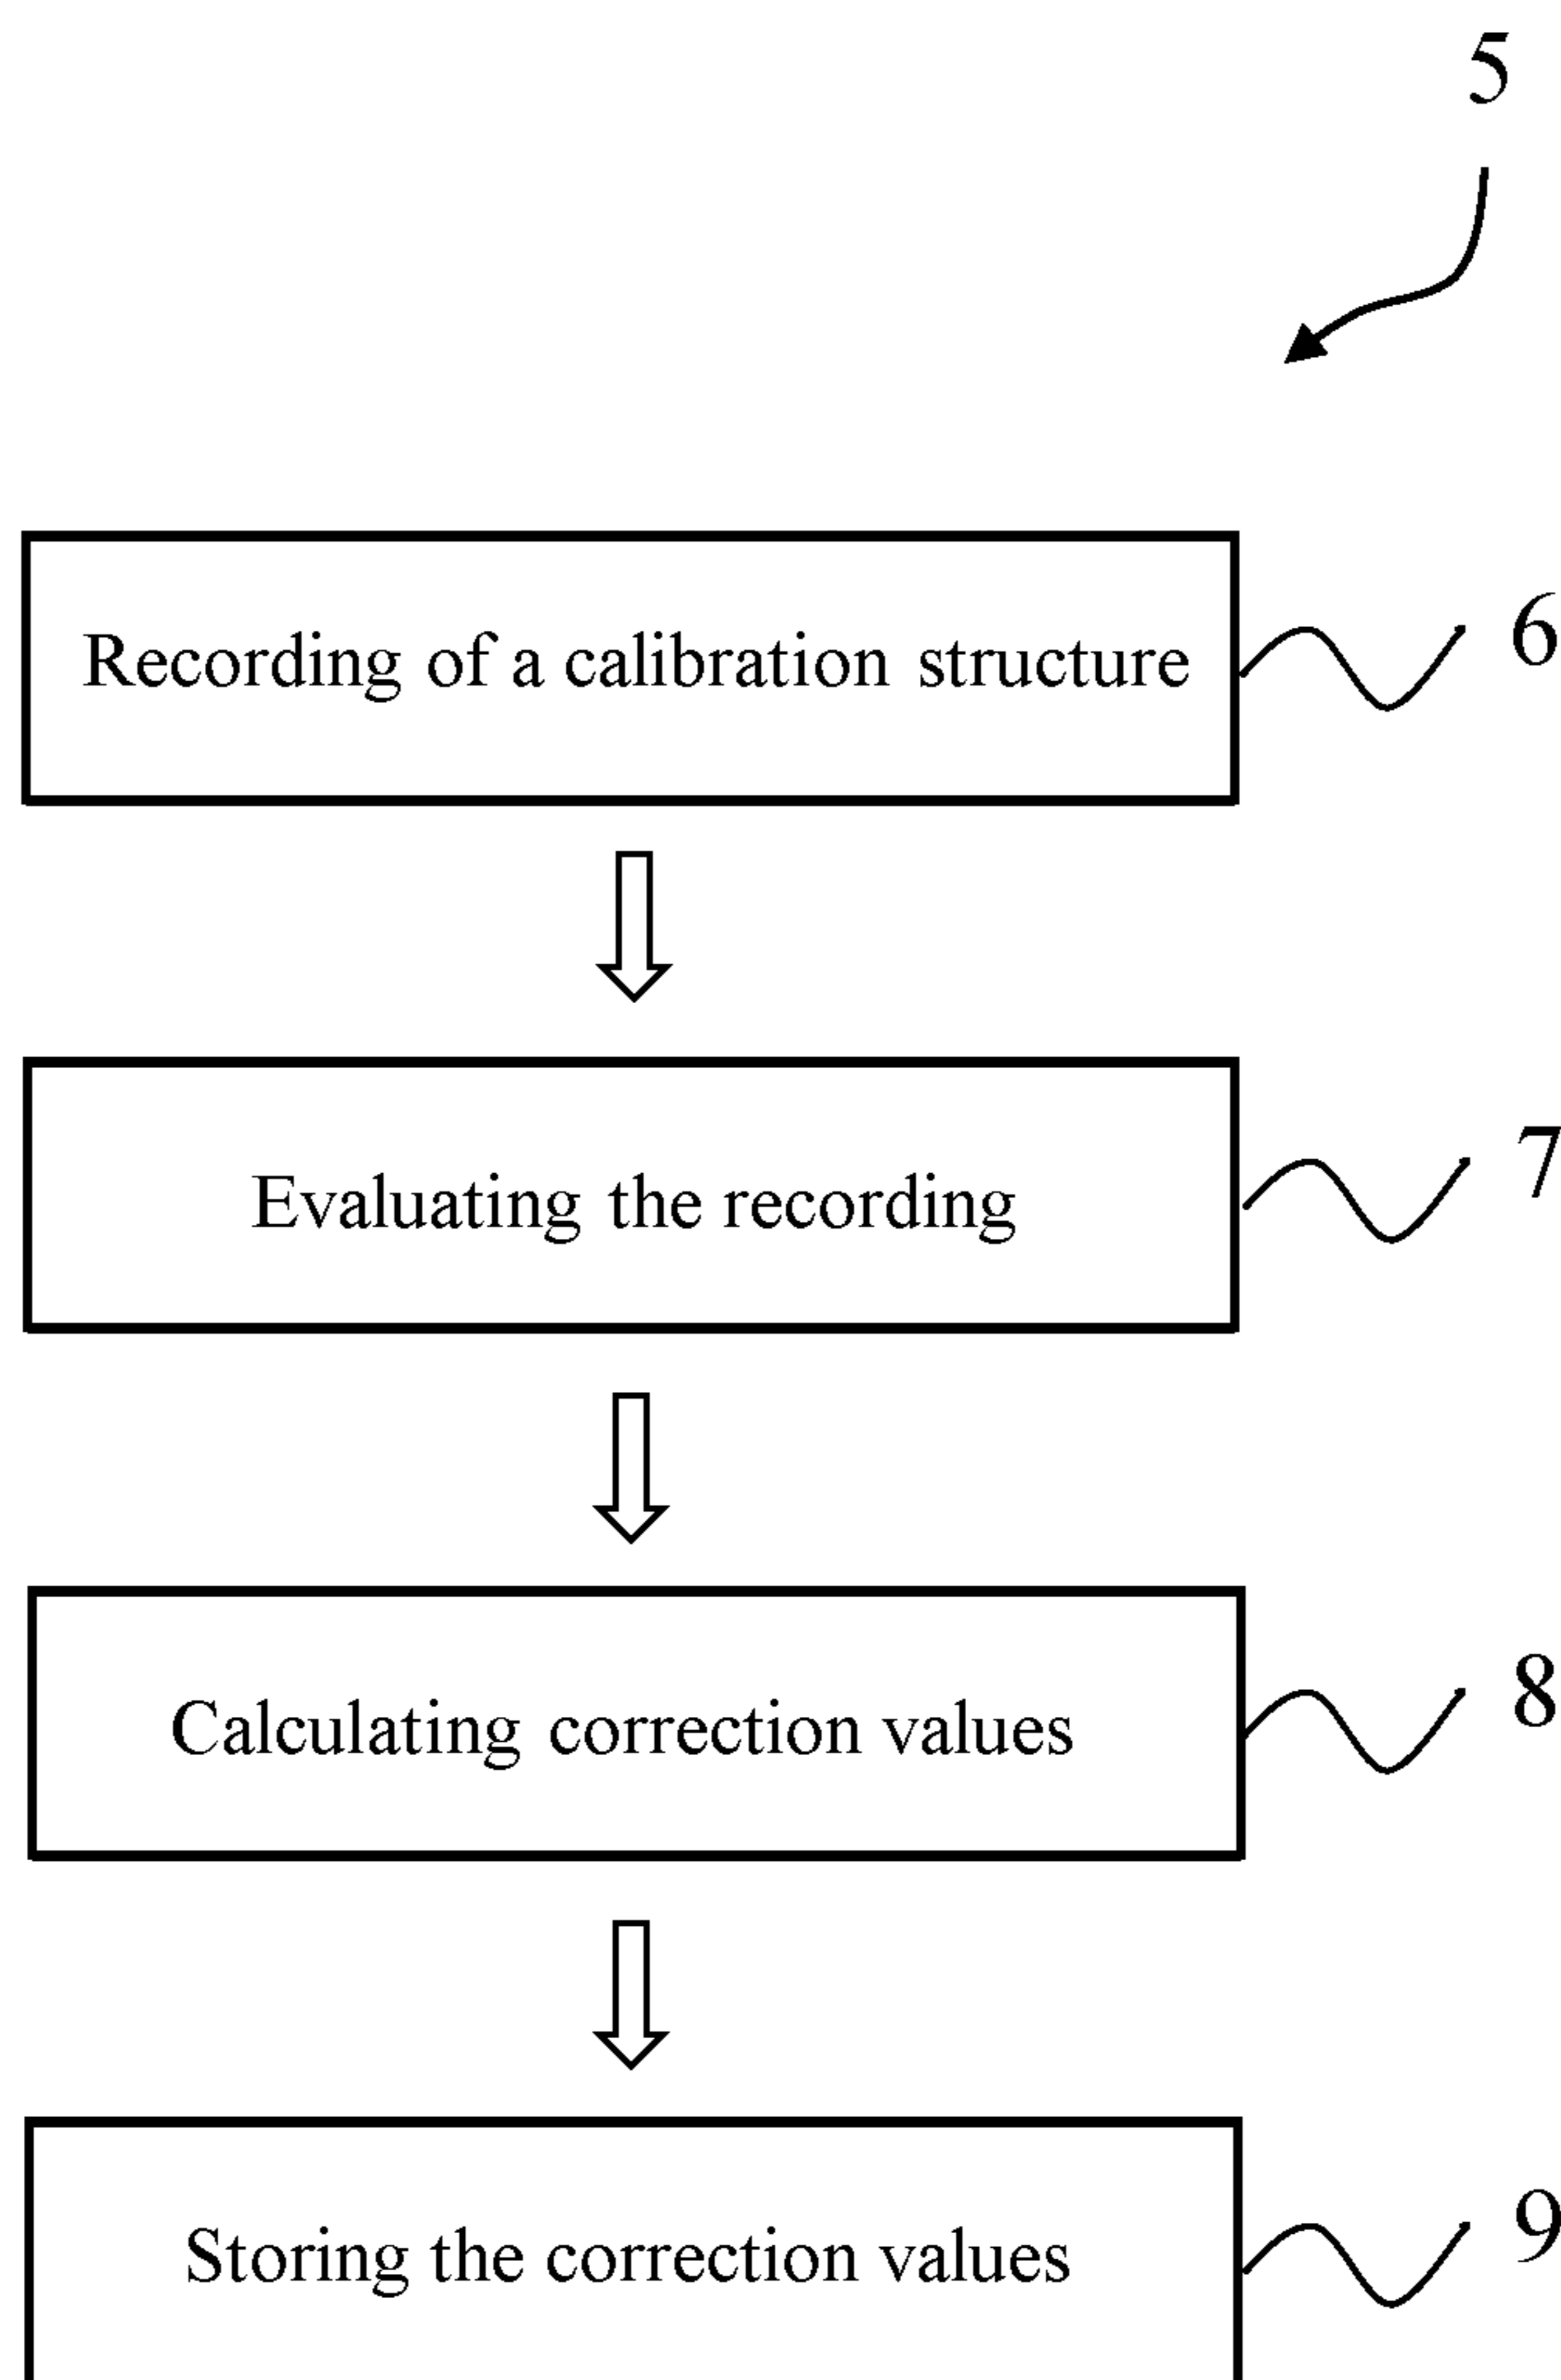 5
Recording of a calibration structure
6
Evaluating the recording
7
Calculating correction values
8
Storing the correction values
9